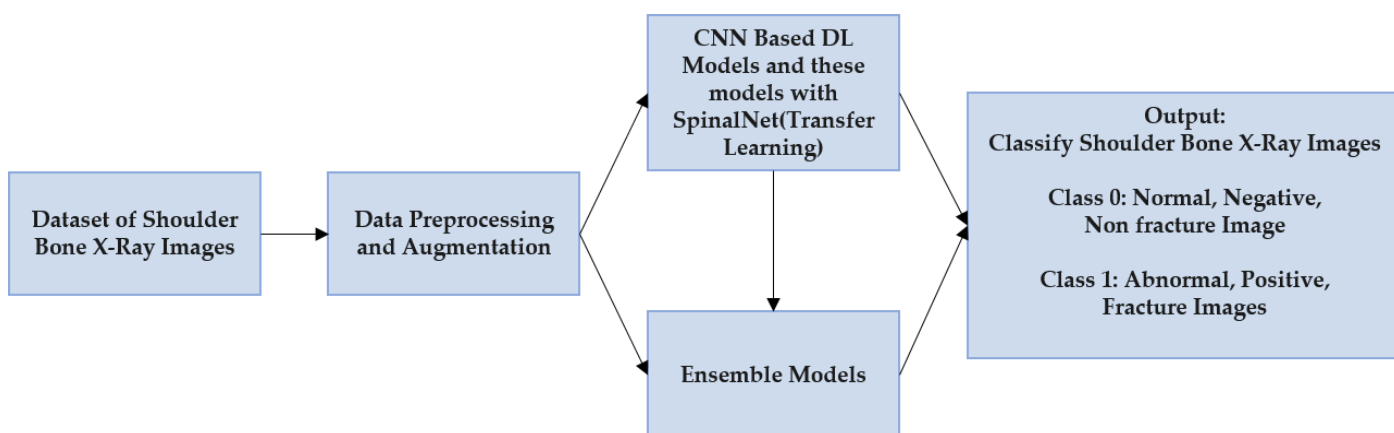 Dataset of Shoulder
Bone X-Ray Images
Data Preprocessing
and Augmentation
CNN Based DL
Models and these
models with
SpinalNet(Transfer
Learning)
Ensemble Models
Output:
Classify Shoulder Bone X-Ray Images
Class 0: Normal, Negative,
Non fracture Image
Class 1: Abnormal, Positive,
Fracture Images